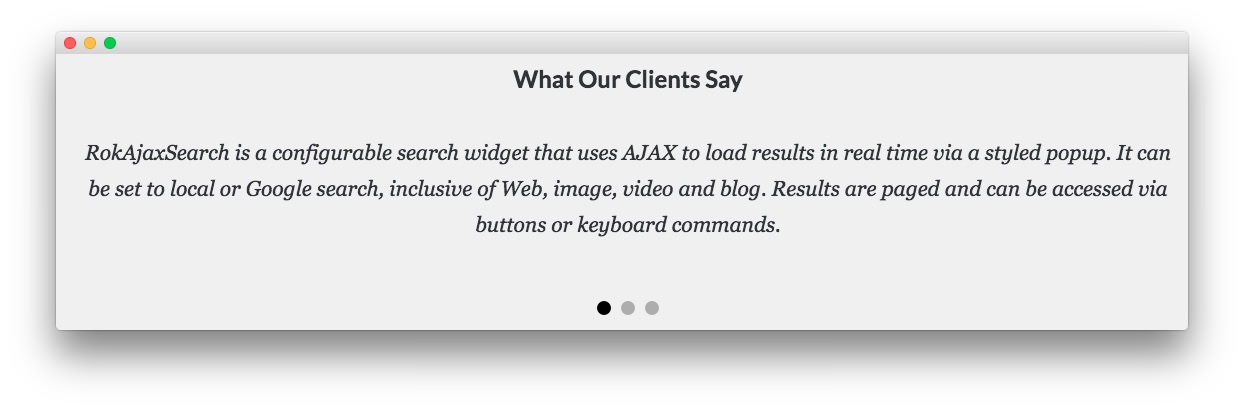 What Our Clients Say
RokAjaxSearch is a configurable search widget that uses AJAX to load results in real time via a styled popup. It can
be set to local or Google search, inclusive of Web, image, video and blog. Results are paged and can be accessed via
buttons or keyboard commands.